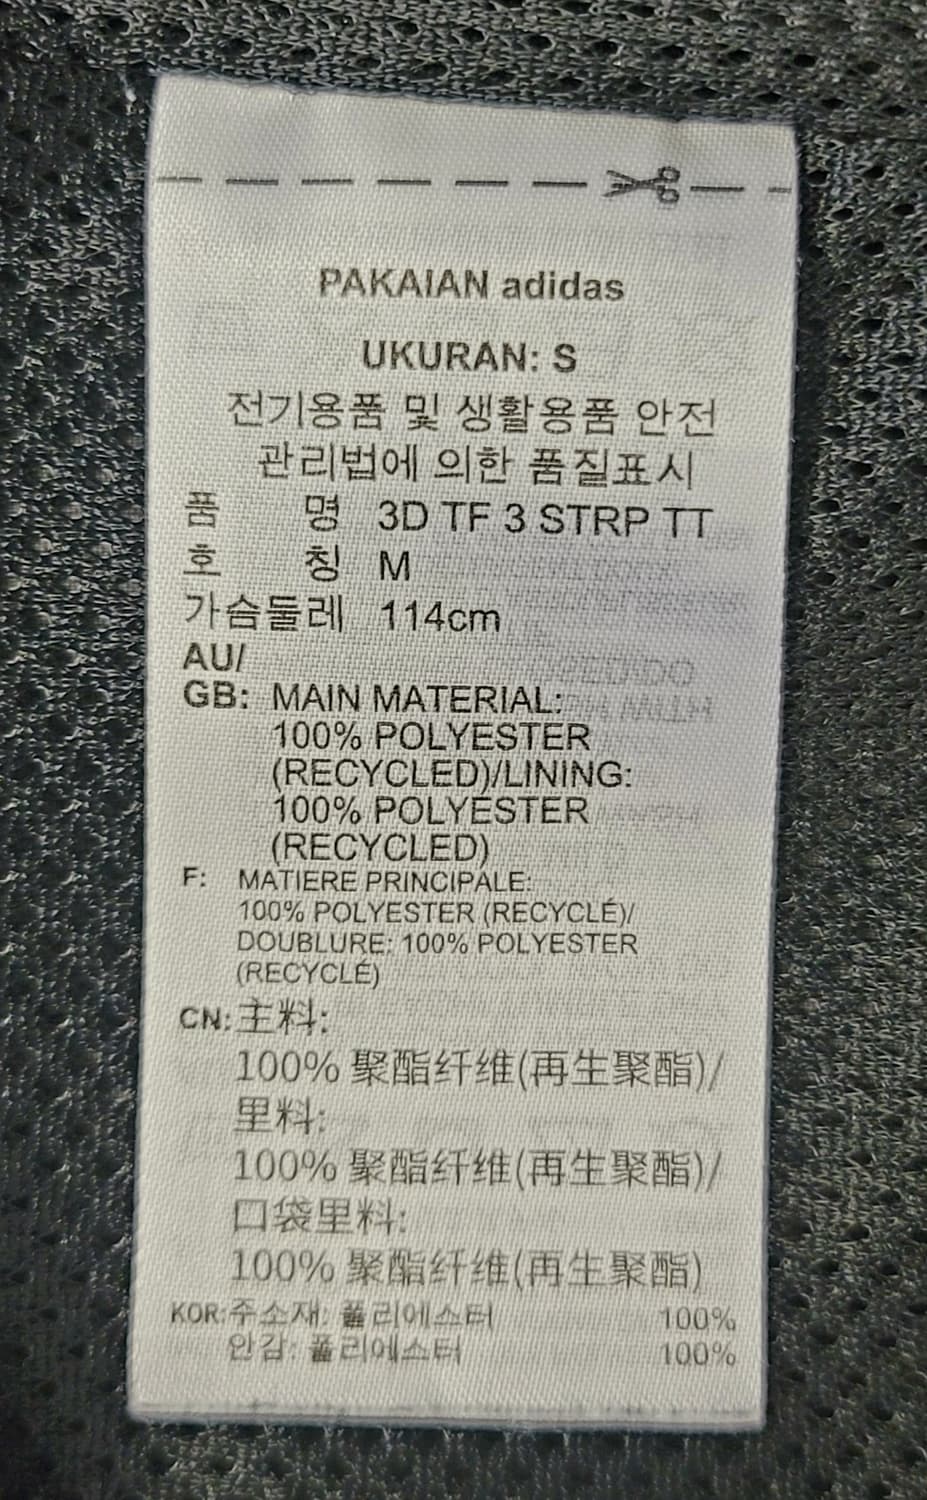 PAKAIAN adidas
UKURAN: S
전기용품 및 생활용품 안전
관리법에 의한 품질표시
품 명 3D TF 3 STRP TT
호 칭 M
가슴둘레 114cm
AU/
GB: MAIN MATERIAL:
100% POLYESTER
(RECYCLED)/LINING:
100% POLYESTER
(RECYCLED)
F: MATIERE PRINCIPALE:
100% POLYESTER (RECYCLÉ)/
DOUBLURE: 100% POLYESTER
(RECYCLÉ)
CN: 主料:
100% 聚酯纤维(再生聚酯)/
里料:
100% 聚酯纤维(再生聚酯)/
口袋里料:
100% 聚酯纤维(再生聚酯)
KOR: 주소재: 폴리에스터 100%
안감: 폴리에스터 100%